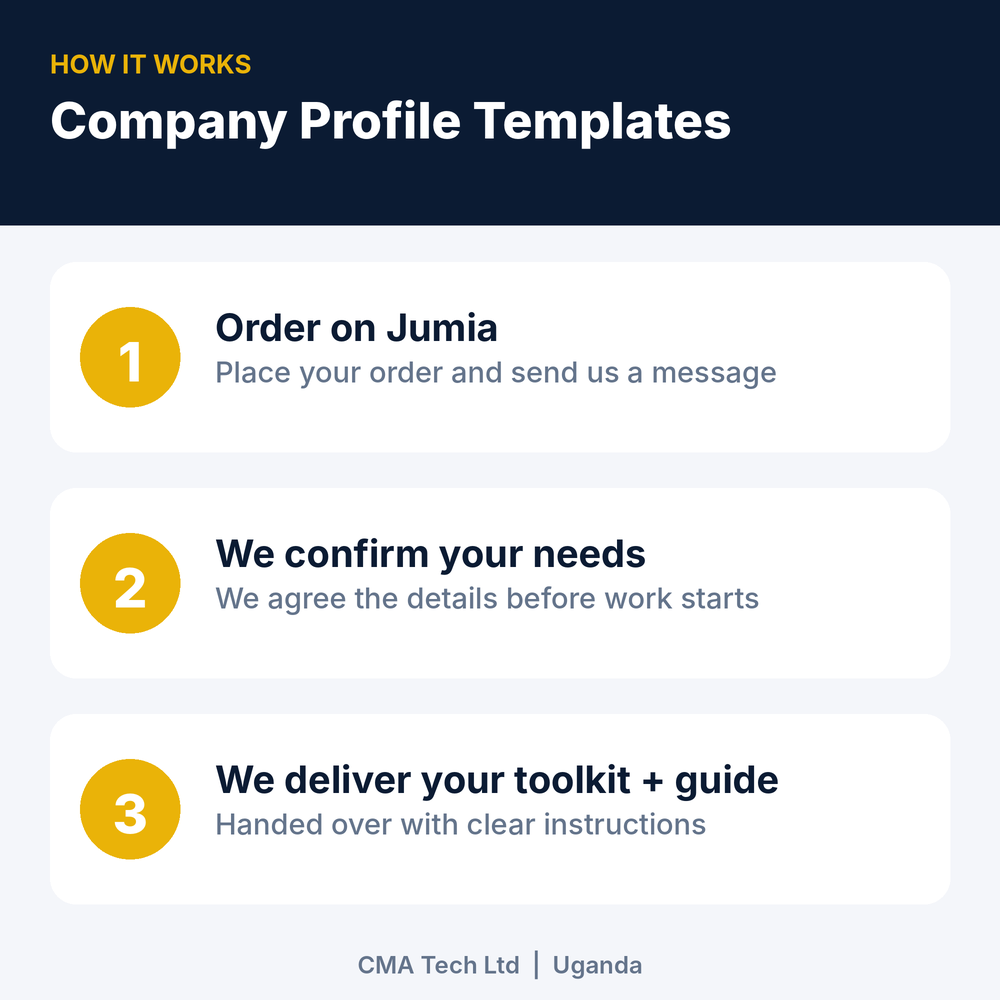 HOW IT WORKS
Company Profile Templates
1
Order on Jumia
Place your order and send us a message
2
We confirm your needs
We agree the details before work starts
3
We deliver your toolkit + guide
Handed over with clear instructions
CMA Tech Ltd | Uganda